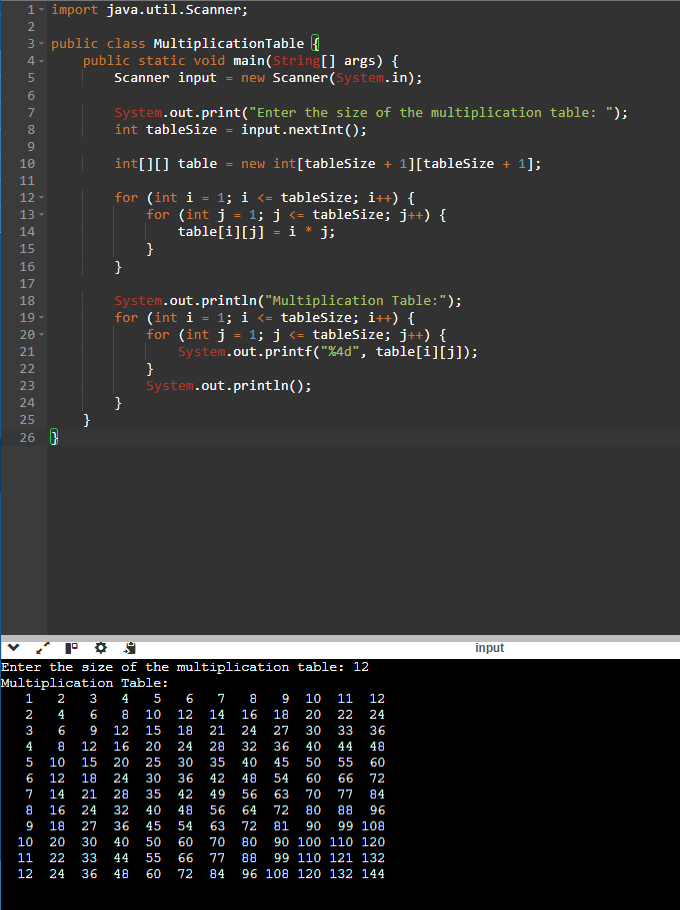 1 import java.util.Scanner;
2
3 public class MultiplicationTable {
4     public static void main(String[] args) {
5         Scanner input = new Scanner(System.in);
6
7         System.out.print("Enter the size of the multiplication table: ");
8         int tableSize = input.nextInt();
9
10         int[][] table = new int[tableSize + 1][tableSize + 1];
11
12         for (int i = 1; i <= tableSize; i++) {
13             for (int j = 1; j <= tableSize; j++) {
14                 table[i][j] = i * j;
15             }
16         }
17
18         System.out.println("Multiplication Table:");
19         for (int i = 1; i <= tableSize; i++) {
20             for (int j = 1; j <= tableSize; j++) {
21                 System.out.printf("%4d", table[i][j]);
22             }
23             System.out.println();
24         }
25     }
26 }
input
Enter the size of the multiplication table: 12
Multiplication Table:
   1   2   3   4   5   6   7   8   9  10  11  12
   2   4   6   8  10  12  14  16  18  20  22  24
   3   6   9  12  15  18  21  24  27  30  33  36
   4   8  12  16  20  24  28  32  36  40  44  48
   5  10  15  20  25  30  35  40  45  50  55  60
   6  12  18  24  30  36  42  48  54  60  66  72
   7  14  21  28  35  42  49  56  63  70  77  84
   8  16  24  32  40  48  56  64  72  80  88  96
   9  18  27  36  45  54  63  72  81  90  99 108
  10  20  30  40  50  60  70  80  90 100 110 120
  11  22  33  44  55  66  77  88  99 110 121 132
  12  24  36  48  60  72  84  96 108 120 132 144